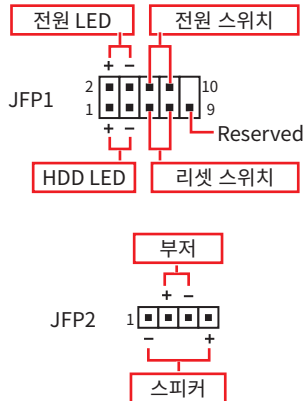 전원 LED 전원 스위치
+ −
2 10
JFP1
1 9
+ −
Reserved
HDD LED 리셋 스위치
부저
+ −
JFP2 1
− +
스피커